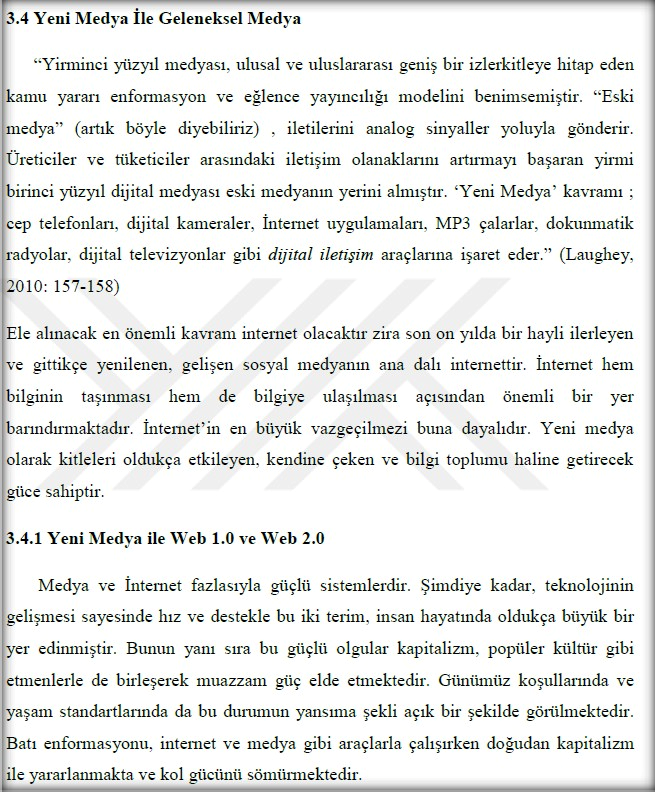 3.4 Yeni Medya İle Geleneksel Medya
“Yirminci yüzyıl medyası, ulusal ve uluslararası geniş bir izlerkitleye hitap eden
kamu yararı enformasyon ve eğlence yayıncılığı modelini benimsemiştir. “Eski
medya” (artık böyle diyebiliriz) , iletilerini analog sinyaller yoluyla gönderir.
Üreticiler ve tüketiciler arasındaki iletişim olanaklarını artırmayı başaran yirmi
birinci yüzyıl dijital medyası eski medyanın yerini almıştır. ‘Yeni Medya’ kavramı ;
cep telefonları, dijital kameraler, İnternet uygulamaları, MP3 çalarlar, dokunmatik
radyolar, dijital televizyonlar gibi dijital iletişim araçlarına işaret eder.” (Laughey,
2010: 157-158)
Ele alınacak en önemli kavram internet olacaktır zira son on yılda bir hayli ilerleyen
ve gittikçe yenilenen, gelişen sosyal medyanın ana dalı internettir. İnternet hem
bilginin taşınması hem de bilgiye ulaşılması açısından önemli bir yer
barındırmaktadır. İnternet’in en büyük vazgeçilmezi buna dayalıdır. Yeni medya
olarak kitleleri oldukça etkileyen, kendine çeken ve bilgi toplumu haline getirecek
güce sahiptir.
3.4.1 Yeni Medya ile Web 1.0 ve Web 2.0
Medya ve İnternet fazlasıyla güçlü sistemlerdir. Şimdiye kadar, teknolojinin
gelişmesi sayesinde hız ve destekle bu iki terim, insan hayatında oldukça büyük bir
yer edinmiştir. Bunun yanı sıra bu güçlü olgular kapitalizm, popüler kültür gibi
etmenlerle de birleşerek muazzam güç elde etmektedir. Günümüz koşullarında ve
yaşam standartlarında da bu durumun yansıma şekli açık bir şekilde görülmektedir.
Batı enformasyonu, internet ve medya gibi araçlarla çalışırken doğudan kapitalizm
ile yararlanmakta ve kol gücünü sömürmektedir.